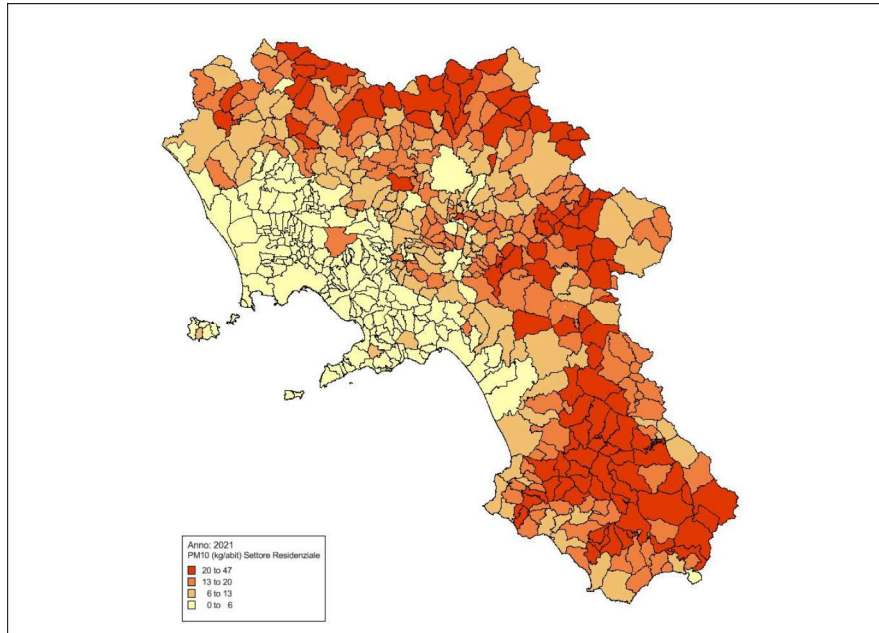 Anno: 2021
PM10 (kg/abit) Settore Residenziale
20 to 47
13 to 20
6 to 13
0 to 6